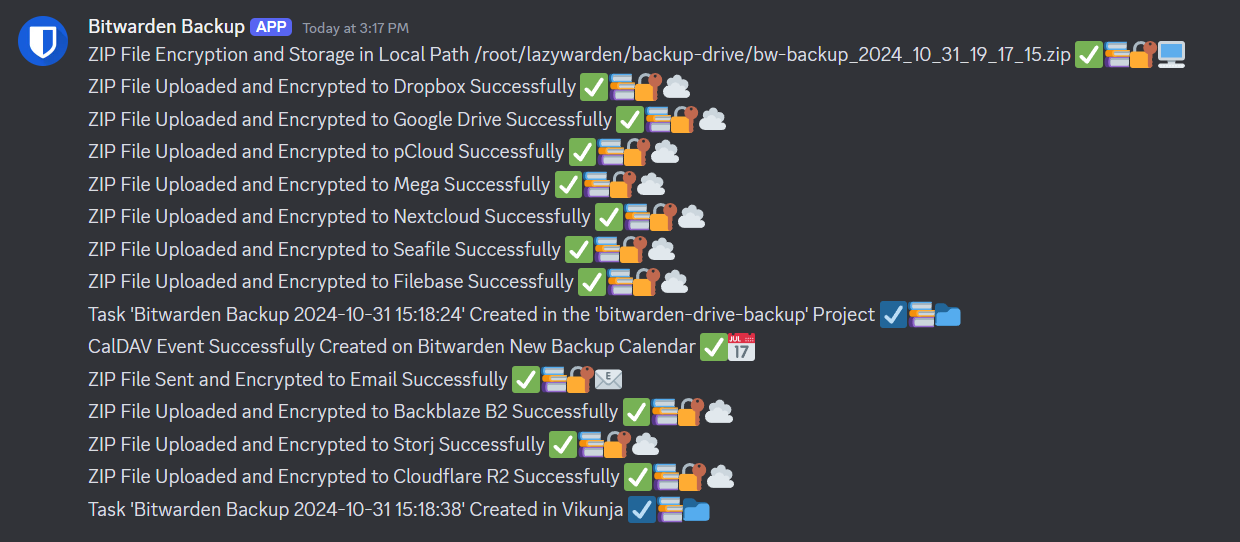 Bitwarden Backup APP Today at 3:17 PM
ZIP File Encryption and Storage in Local Path /root/lazywarden/backup-drive/bw-backup_2024_10_31_19_17_15.zip ✅📚🔐🖥️
ZIP File Uploaded and Encrypted to Dropbox Successfully ✅📚🔐☁️
ZIP File Uploaded and Encrypted to Google Drive Successfully ✅📚🔐☁️
ZIP File Uploaded and Encrypted to pCloud Successfully ✅📚🔐☁️
ZIP File Uploaded and Encrypted to Mega Successfully ✅📚🔐☁️
ZIP File Uploaded and Encrypted to Nextcloud Successfully ✅📚🔐☁️
ZIP File Uploaded and Encrypted to Seafile Successfully ✅📚🔐☁️
ZIP File Uploaded and Encrypted to Filebase Successfully ✅📚🔐☁️
Task 'Bitwarden Backup 2024-10-31 15:18:24' Created in the 'bitwarden-drive-backup' Project ☑️📚📁
CalDAV Event Successfully Created on Bitwarden New Backup Calendar ✅📅
ZIP File Sent and Encrypted to Email Successfully ✅📚🔐📧
ZIP File Uploaded and Encrypted to Backblaze B2 Successfully ✅📚🔐☁️
ZIP File Uploaded and Encrypted to Storj Successfully ✅📚🔐☁️
ZIP File Uploaded and Encrypted to Cloudflare R2 Successfully ✅📚🔐☁️
Task 'Bitwarden Backup 2024-10-31 15:18:38' Created in Vikunja ☑️📚📁